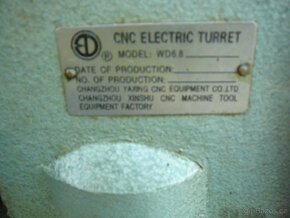 CNC ELECTRIC TURRET
®
MODEL: WD6.8
DATE OF PRODUCTION:
NO. OF PRODUCTION:
CHANGZHOU YAXING CNC EQUIPMENT CO.,LTD
CHANGZHOU XINSHU CNC MACHINE TOOL
EQUIPMENT FACTORY